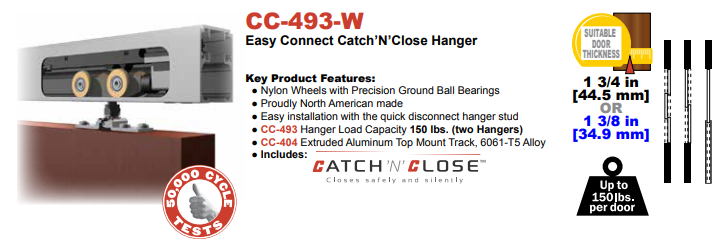 CC-493-W
Easy Connect Catch’N’Close Hanger
Key Product Features:
● Nylon Wheels with Precision Ground Ball Bearings
● Proudly North American made
● Easy installation with the quick disconnect hanger stud
● CC-493 Hanger Load Capacity 150 lbs. (two Hangers)
● CC-404 Extruded Aluminum Top Mount Track, 6061-T5 Alloy
● Includes:
CATCH ’N’ CLOSE™
Closes safely and silently
50,000 CYCLE
TESTS
SUITABLE
DOOR
THICKNESS
1 3/4 in
[44.5 mm]
OR
1 3/8 in
[34.9 mm]
Up to
150lbs.
per door